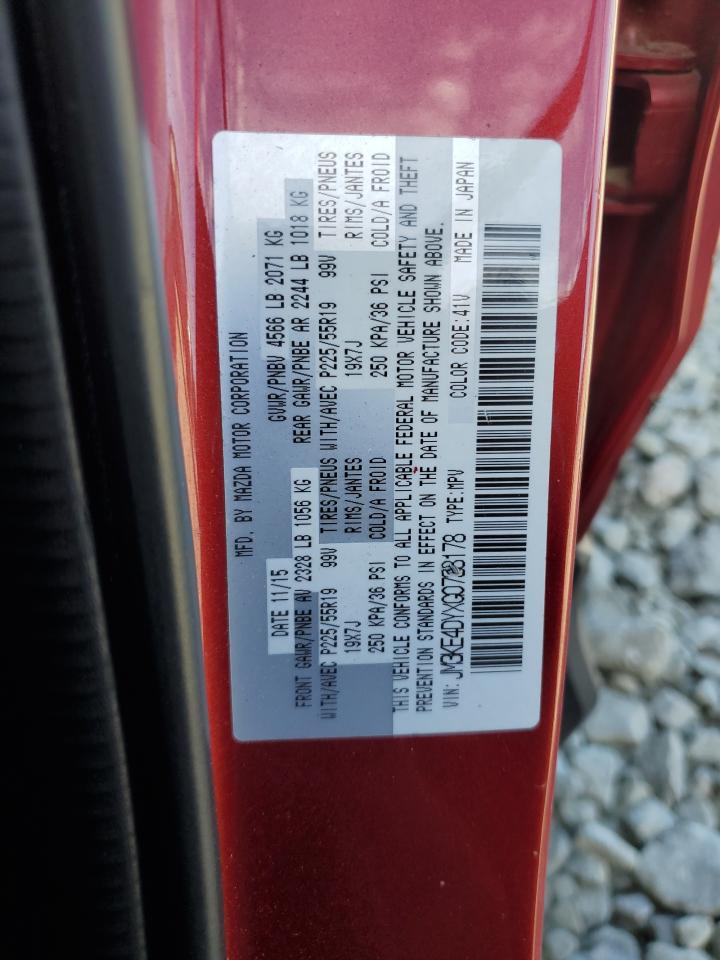 MFD. BY MAZDA MOTOR CORPORATION
DATE 11/15 GVWR/PNBV 4566 LB 2071 KG
FRONT GAWR/PNBE AV 2328 LB 1056 KG REAR GAWR/PNBE AR 2244 LB 1018 KG
WITH/AVEC P225/55R19 99V TIRES/PNEUS WITH/AVEC P225/55R19 99V TIRES/PNEUS
19X7J RIMS/JANTES 19X7J RIMS/JANTES
250 KPA/36 PSI COLD/A FROID 250 KPA/36 PSI COLD/A FROID
THIS VEHICLE CONFORMS TO ALL APPLICABLE FEDERAL MOTOR VEHICLE SAFETY AND THEFT
PREVENTION STANDARDS IN EFFECT ON THE DATE OF MANUFACTURE SHOWN ABOVE.
VIN: JM3KE4DYXG0738178 TYPE:MPV COLOR CODE:41V MADE IN JAPAN